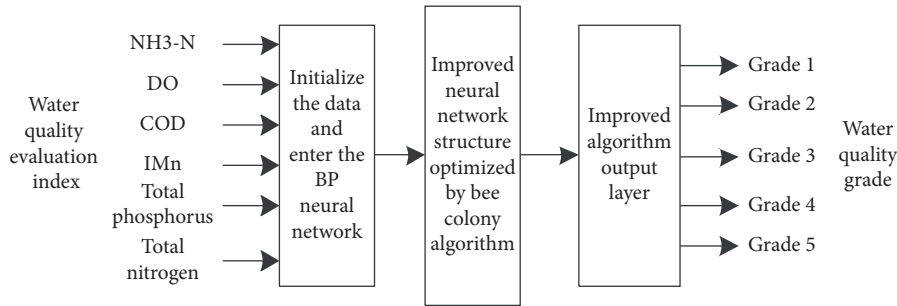 Water
quality
evaluation
index
NH3-N
DO
COD
IMn
Total
phosphorus
Total
nitrogen
Initialize
the data
and
enter the
BP
neural
network
Improved
neural
network
structure
optimized
by bee
colony
algorithm
Improved
algorithm
output
layer
Grade 1
Grade 2
Grade 3
Grade 4
Grade 5
Water
quality
grade